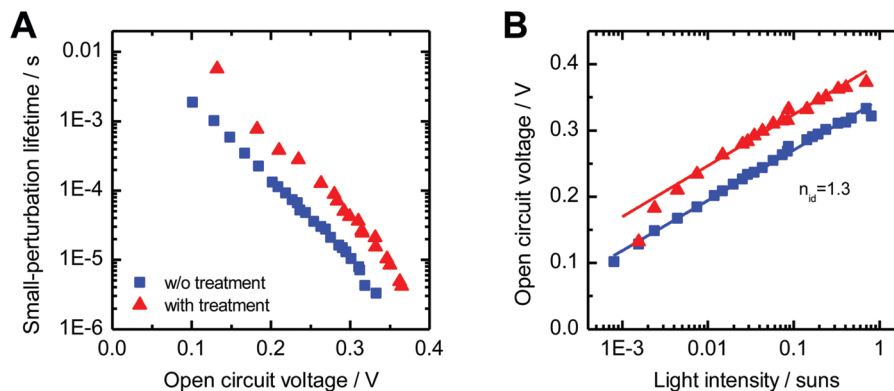 A
Small-perturbation lifetime / s
0.01
1E-3
1E-4
1E-5
1E-6
w/o treatment
with treatment
0.0 0.1 0.2 0.3 0.4
Open circuit voltage / V
B
Open circuit voltage / V
0.4
0.3
0.2
0.1
0.0
n_id=1.3
1E-3 0.01 0.1 1
Light intensity / suns